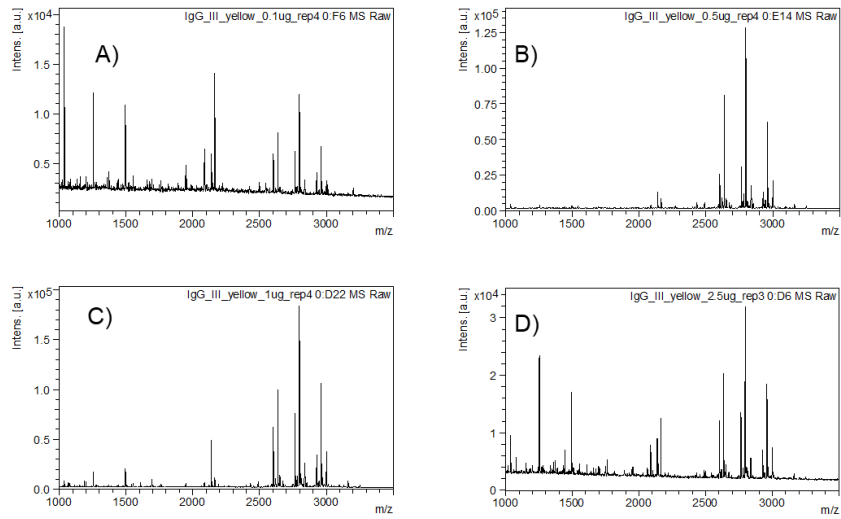 IgG_III_yellow_0.1ug_rep4 0:F6 MS Raw
x10^4
Intens. [a.u.]
A)
1.5
1.0
0.5
1000 1500 2000 2500 3000
m/z
IgG_III_yellow_0.5ug_rep4 0:E14 MS Raw
x10^5
Intens. [a.u.]
B)
1.25
1.00
0.75
0.50
0.25
0.00
1000 1500 2000 2500 3000
m/z
IgG_III_yellow_1ug_rep4 0:D22 MS Raw
x10^5
Intens. [a.u.]
C)
1.5
1.0
0.5
0.0
1000 1500 2000 2500 3000
m/z
IgG_III_yellow_2.5ug_rep3 0:D6 MS Raw
x10^4
Intens. [a.u.]
D)
3
2
1
0
1000 1500 2000 2500 3000
m/z